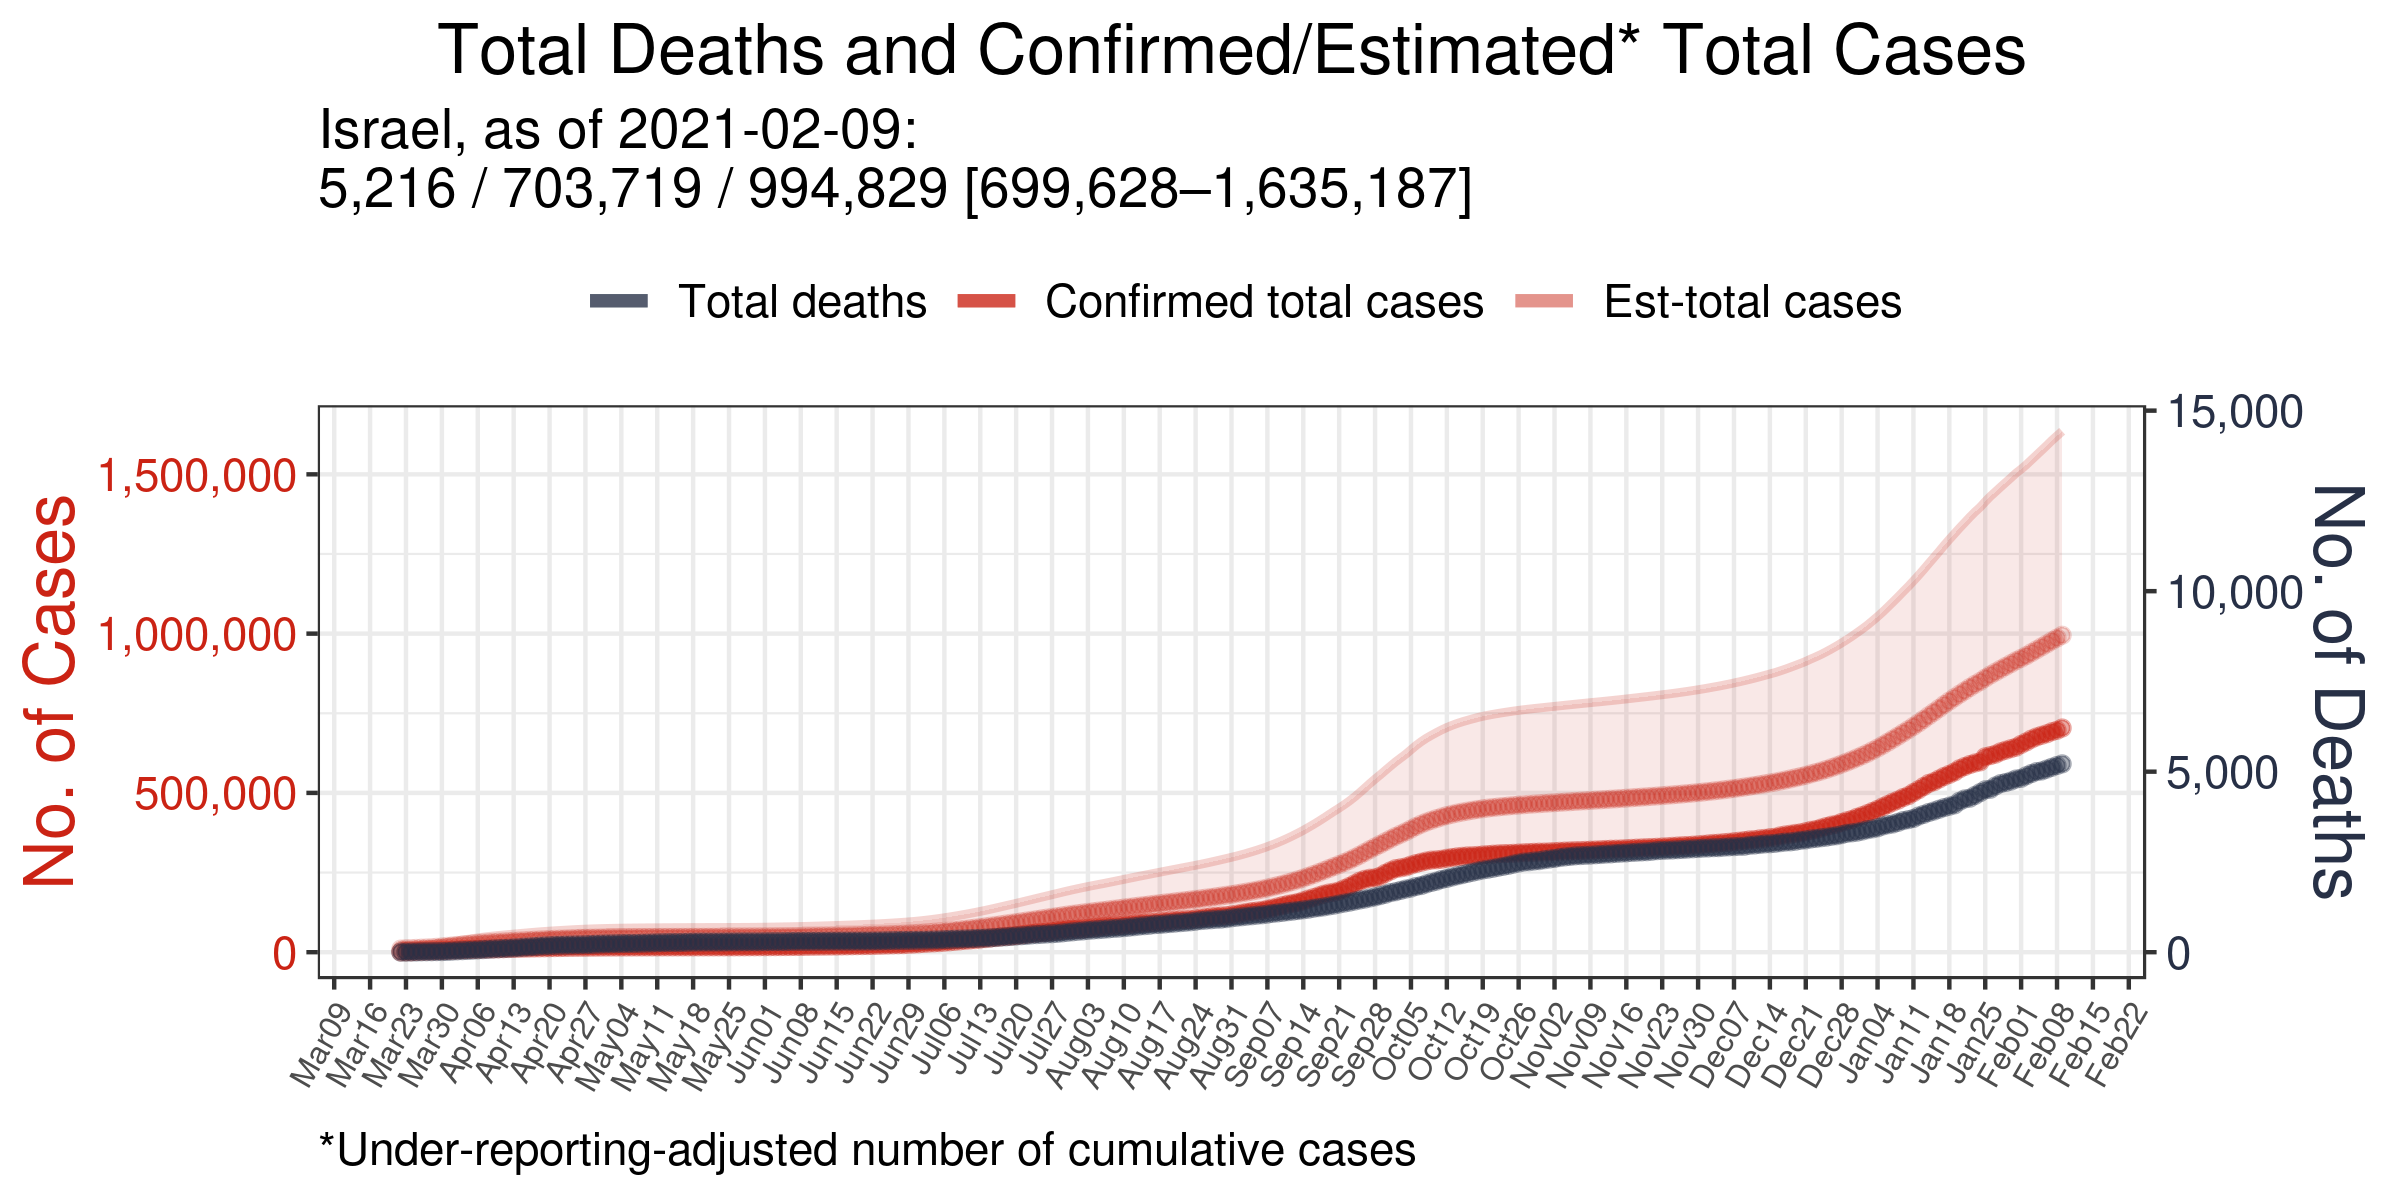 Total Deaths and Confirmed/Estimated* Total Cases
Israel, as of 2021-02-09:
5,216 / 703,719 / 994,829 [699,628–1,635,187]
Total deaths
Confirmed total cases
Est-total cases
No. of Cases
1,500,000
1,000,000
500,000
0
15,000
10,000
5,000
0
No. of Deaths
Mar09
Mar16
Mar23
Mar30
Apr06
Apr13
Apr20
Apr27
May04
May11
May18
May25
Jun01
Jun08
Jun15
Jun22
Jun29
Jul06
Jul13
Jul20
Jul27
Aug03
Aug10
Aug17
Aug24
Aug31
Sep07
Sep14
Sep21
Sep28
Oct05
Oct12
Oct19
Oct26
Nov02
Nov09
Nov16
Nov23
Nov30
Dec07
Dec14
Dec21
Dec28
Jan04
Jan11
Jan18
Jan25
Feb01
Feb08
Feb15
Feb22
*Under-reporting-adjusted number of cumulative cases